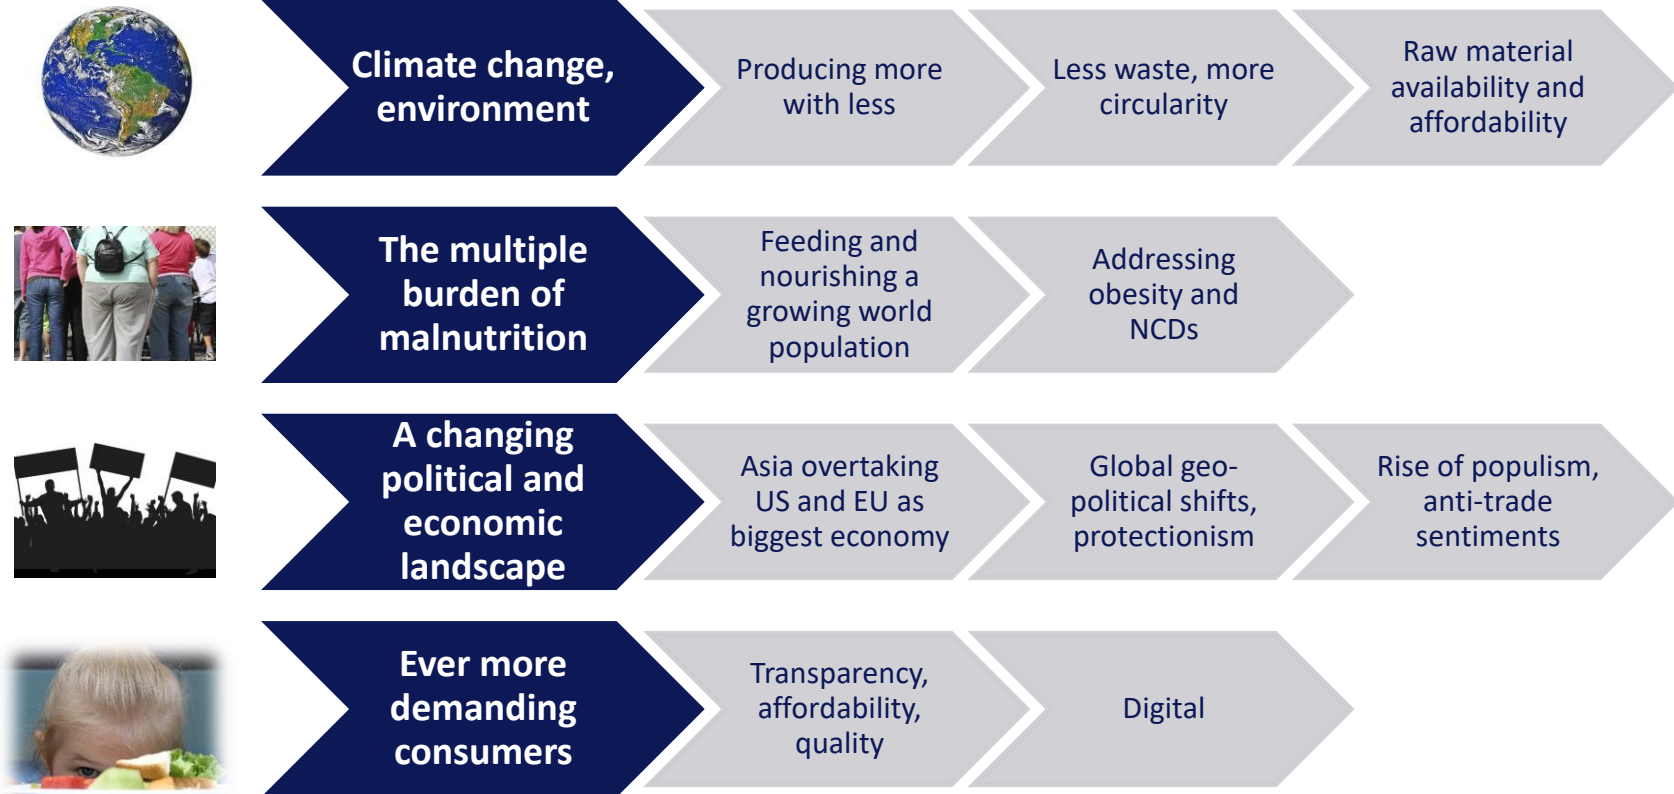 Climate change,
environment
Producing more
with less
Less waste, more
circularity
Raw material
availability and
affordability
The multiple
burden of
malnutrition
Feeding and
nourishing a
growing world
population
Addressing
obesity and
NCDs
A changing
political and
economic
landscape
Asia overtaking
US and EU as
biggest economy
Global geo-
political shifts,
protectionism
Rise of populism,
anti-trade
sentiments
Ever more
demanding
consumers
Transparency,
affordability,
quality
Digital